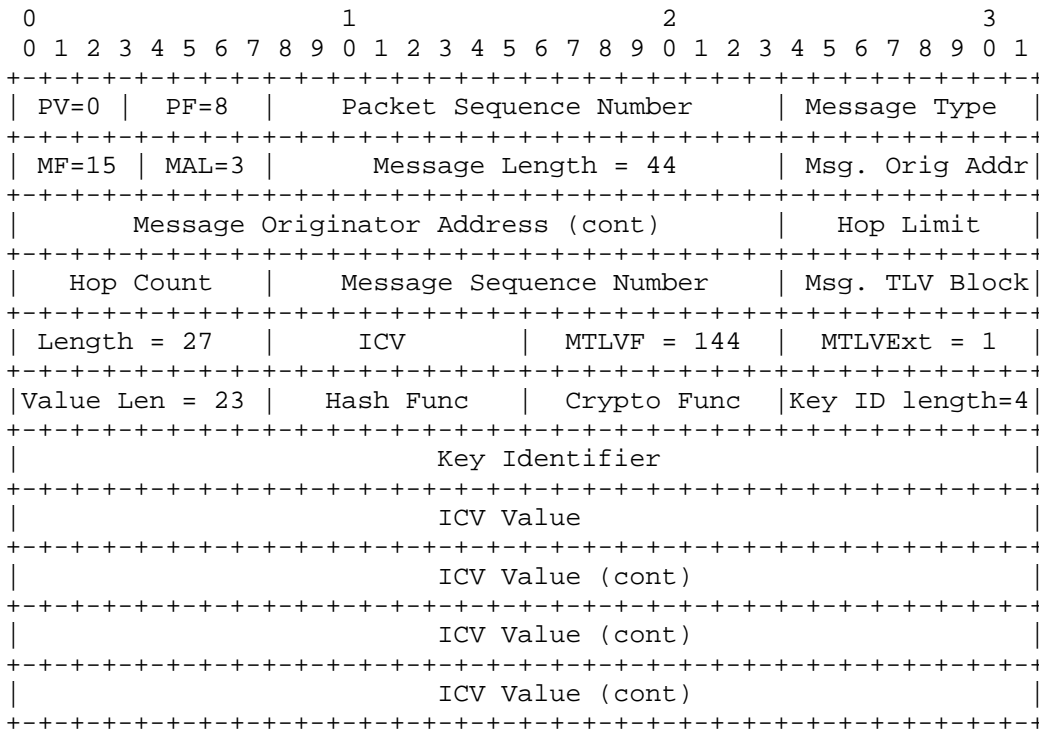 0                   1                   2                   3
 0 1 2 3 4 5 6 7 8 9 0 1 2 3 4 5 6 7 8 9 0 1 2 3 4 5 6 7 8 9 0 1
+-+-+-+-+-+-+-+-+-+-+-+-+-+-+-+-+-+-+-+-+-+-+-+-+-+-+-+-+-+-+-+-+
| PV=0  |  PF=8  |    Packet Sequence Number     | Message Type  |
+-+-+-+-+-+-+-+-+-+-+-+-+-+-+-+-+-+-+-+-+-+-+-+-+-+-+-+-+-+-+-+-+
| MF=15 | MAL=3 |      Message Length = 44      | Msg. Orig Addr|
+-+-+-+-+-+-+-+-+-+-+-+-+-+-+-+-+-+-+-+-+-+-+-+-+-+-+-+-+-+-+-+-+
|       Message Originator Address (cont)       |   Hop Limit   |
+-+-+-+-+-+-+-+-+-+-+-+-+-+-+-+-+-+-+-+-+-+-+-+-+-+-+-+-+-+-+-+-+
|   Hop Count   |    Message Sequence Number    | Msg. TLV Block|
+-+-+-+-+-+-+-+-+-+-+-+-+-+-+-+-+-+-+-+-+-+-+-+-+-+-+-+-+-+-+-+-+
| Length = 27   |     ICV       |  MTLVF = 144  |  MTLVExt = 1  |
+-+-+-+-+-+-+-+-+-+-+-+-+-+-+-+-+-+-+-+-+-+-+-+-+-+-+-+-+-+-+-+-+
|Value Len = 23 |   Hash Func   |  Crypto Func  |Key ID length=4|
+-+-+-+-+-+-+-+-+-+-+-+-+-+-+-+-+-+-+-+-+-+-+-+-+-+-+-+-+-+-+-+-+
|                          Key Identifier                       |
+-+-+-+-+-+-+-+-+-+-+-+-+-+-+-+-+-+-+-+-+-+-+-+-+-+-+-+-+-+-+-+-+
|                          ICV Value                            |
+-+-+-+-+-+-+-+-+-+-+-+-+-+-+-+-+-+-+-+-+-+-+-+-+-+-+-+-+-+-+-+-+
|                          ICV Value (cont)                     |
+-+-+-+-+-+-+-+-+-+-+-+-+-+-+-+-+-+-+-+-+-+-+-+-+-+-+-+-+-+-+-+-+
|                          ICV Value (cont)                     |
+-+-+-+-+-+-+-+-+-+-+-+-+-+-+-+-+-+-+-+-+-+-+-+-+-+-+-+-+-+-+-+-+
|                          ICV Value (cont)                     |
+-+-+-+-+-+-+-+-+-+-+-+-+-+-+-+-+-+-+-+-+-+-+-+-+-+-+-+-+-+-+-+-+